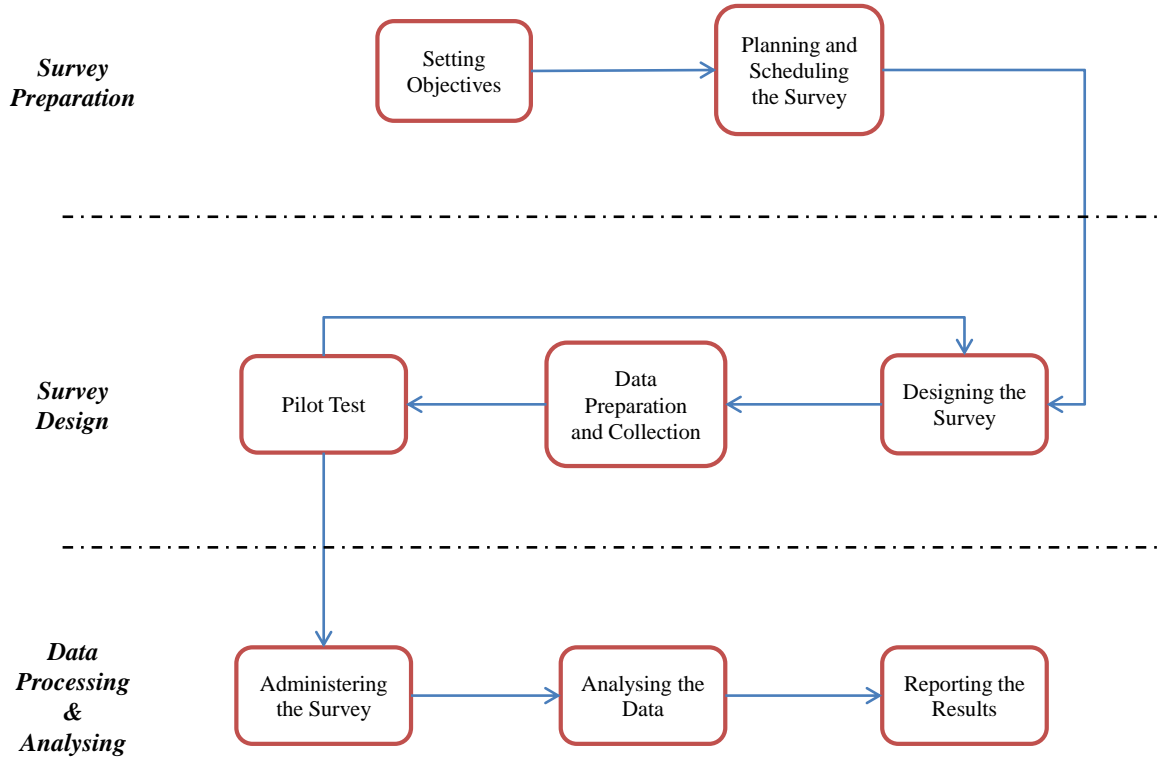 Survey
Preparation
Setting
Objectives
Planning and
Scheduling
the Survey
Survey
Design
Pilot Test
Data
Preparation
and Collection
Designing the
Survey
Data
Processing
&
Analysing
Administering
the Survey
Analysing the
Data
Reporting the
Results